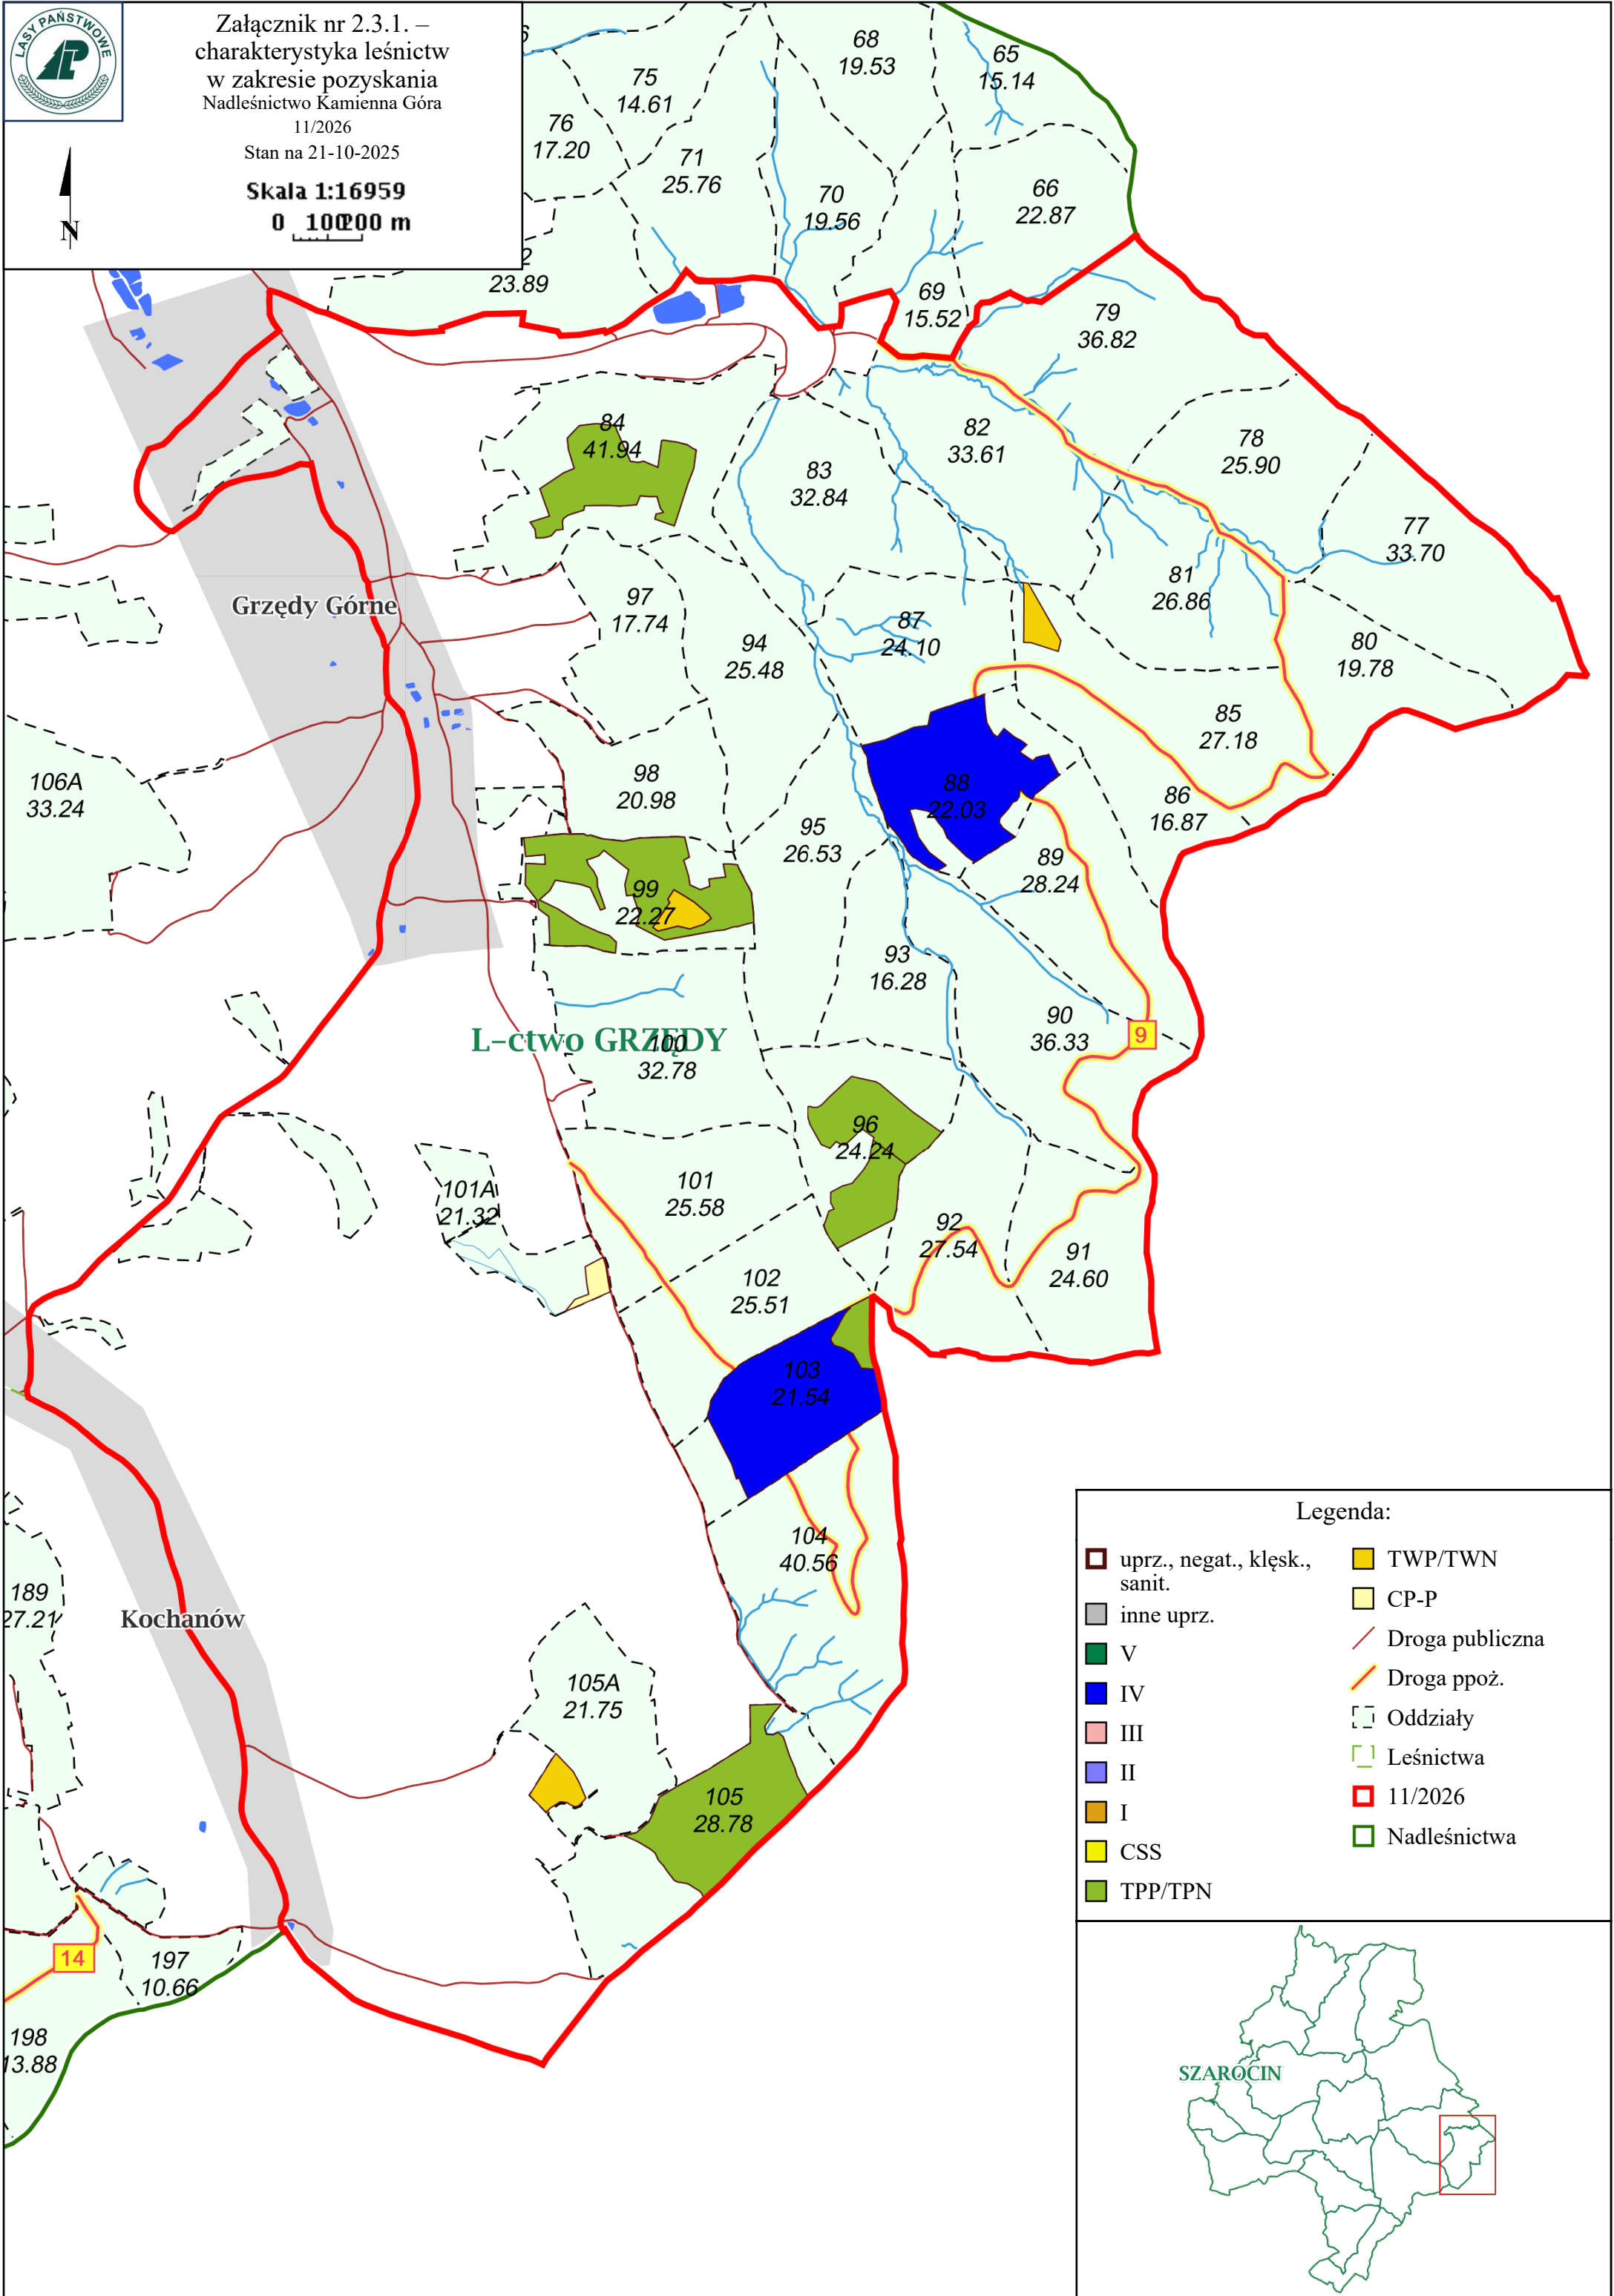 LASY PAŃSTWOWE
Załącznik nr 2.3.1. –
charakterystyka leśnictw
w zakresie pozyskania
Nadleśnictwo Kamienna Góra
11/2026
Stan na 21-10-2025
Skala 1:16959
0 100 200 m
N
68
19.53
65
15.14
75
14.61
76
17.20
71
25.76
70
19.56
66
22.87
23.89
69
15.52
79
36.82
84
41.94
82
33.61
78
25.90
83
32.84
77
33.70
97
17.74
81
26.86
Grzędy Górne
87
24.10
94
25.48
80
19.78
85
27.18
106A
33.24
98
20.98
88
22.03
86
16.87
95
26.53
89
28.24
99
22.27
93
16.28
90
36.33
9
L-ctwo GRZĘDY
100
32.78
96
24.24
101
25.58
101A
21.32
92
27.54
91
24.60
102
25.51
103
21.54
104
40.56
189
27.21
Kochanów
105A
21.75
105
28.78
14
197
10.66
198
13.88
Legenda:
uprz., negat., klęsk.,
sanit.
inne uprz.
V
IV
III
II
I
CSS
TPP/TPN
TWP/TWN
CP-P
Droga publiczna
Droga ppoż.
Oddziały
Leśnictwa
11/2026
Nadleśnictwa
SZAROCIN